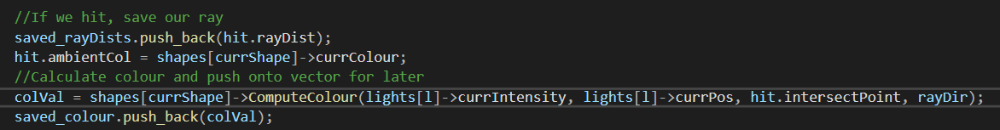 //If we hit, save our ray
saved_rayDists.push_back(hit.rayDist);
hit.ambientCol = shapes[currShape]->currColour;
//Calculate colour and push onto vector for later
colVal = shapes[currShape]->ComputeColour(lights[l]->currIntensity, lights[l]->currPos, hit.intersectPoint, rayDir);
saved_colour.push_back(colVal);